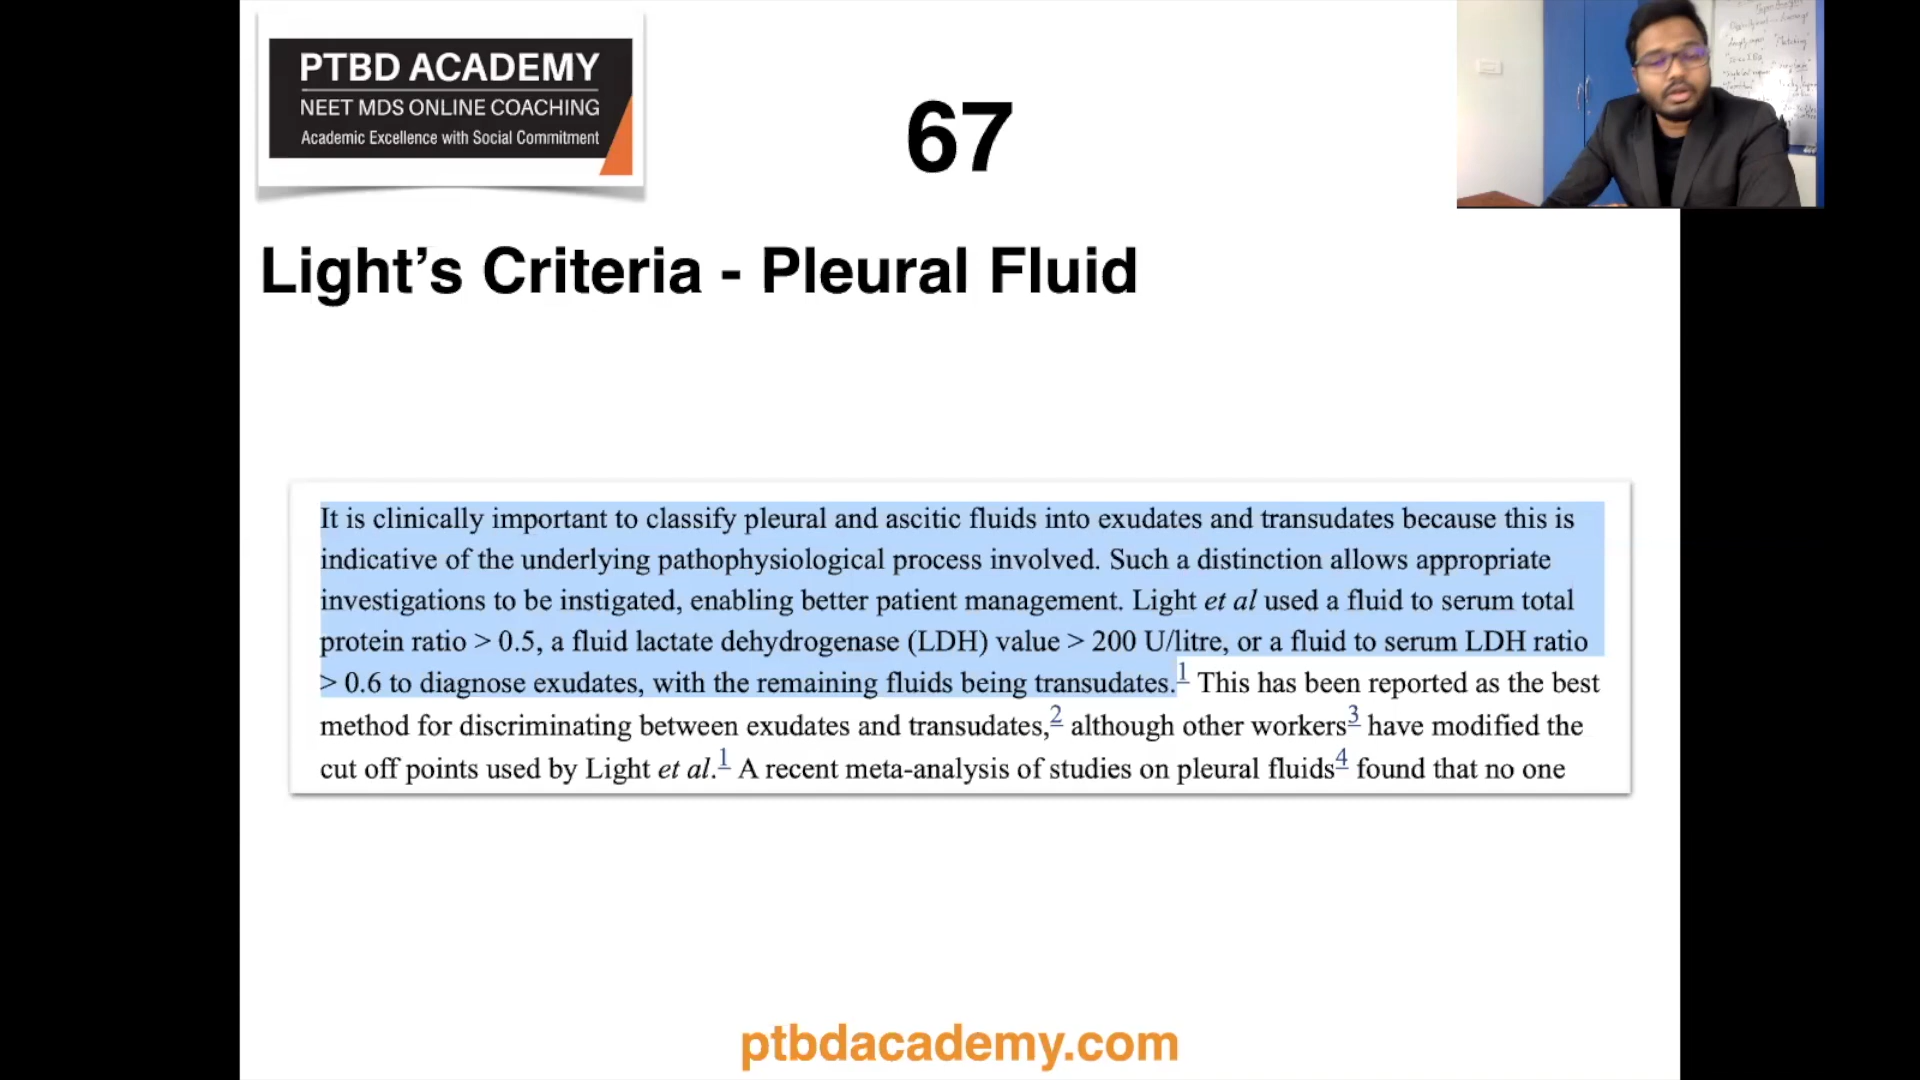 PTBD ACADEMY
NEET MDS ONLINE COACHING
Academic Excellence with Social Commitment
67
Light’s Criteria - Pleural Fluid
It is clinically important to classify pleural and ascitic fluids into exudates and transudates because this is
indicative of the underlying pathophysiological process involved. Such a distinction allows appropriate
investigations to be instigated, enabling better patient management. Light et al used a fluid to serum total
protein ratio > 0.5, a fluid lactate dehydrogenase (LDH) value > 200 U/litre, or a fluid to serum LDH ratio
> 0.6 to diagnose exudates, with the remaining fluids being transudates.1 This has been reported as the best
method for discriminating between exudates and transudates,2 although other workers3 have modified the
cut off points used by Light et al.1 A recent meta-analysis of studies on pleural fluids4 found that no one
ptbdacademy.com